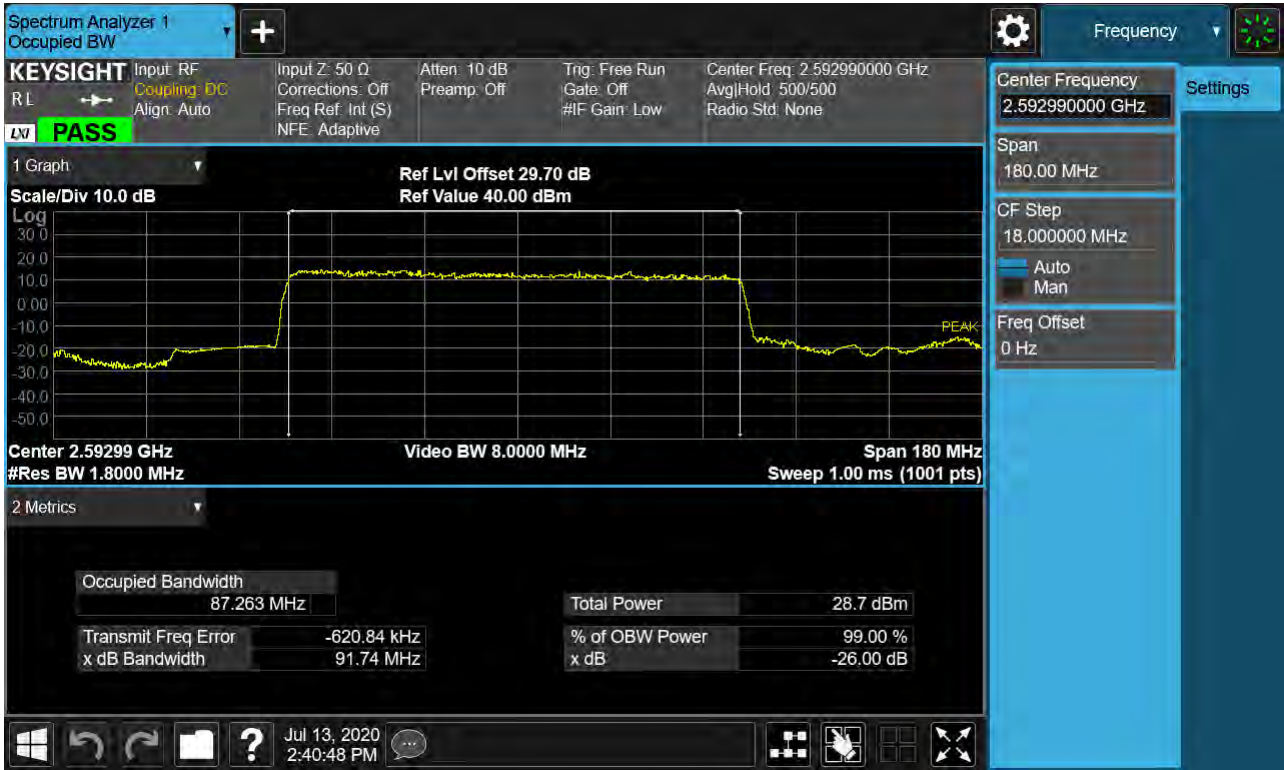 Spectrum Analyzer 1
Occupied BW
+
Frequency
KEYSIGHT
RL
LXI
PASS
Input: RF
Coupling: DC
Align: Auto
Input Z: 50 Ω
Corrections: Off
Freq Ref: Int (S)
NFE: Adaptive
Atten: 10 dB
Preamp: Off
Trig: Free Run
Gate: Off
#IF Gain: Low
Center Freq: 2.592990000 GHz
Avg|Hold: 500/500
Radio Std: None
Center Frequency
2.592990000 GHz
Settings
Span
180.00 MHz
CF Step
18.000000 MHz
Auto
Man
Freq Offset
0 Hz
1 Graph
Scale/Div 10.0 dB
Ref Lvl Offset 29.70 dB
Ref Value 40.00 dBm
Log
30.0
20.0
10.0
0.00
-10.0
-20.0
-30.0
-40.0
-50.0
PEAK
Center 2.59299 GHz
Video BW 8.0000 MHz
Span 180 MHz
#Res BW 1.8000 MHz
Sweep 1.00 ms (1001 pts)
2 Metrics
Occupied Bandwidth
87.263 MHz
Total Power 28.7 dBm
Transmit Freq Error -620.84 kHz
% of OBW Power 99.00 %
x dB Bandwidth 91.74 MHz
x dB -26.00 dB
?
Jul 13, 2020
2:40:48 PM